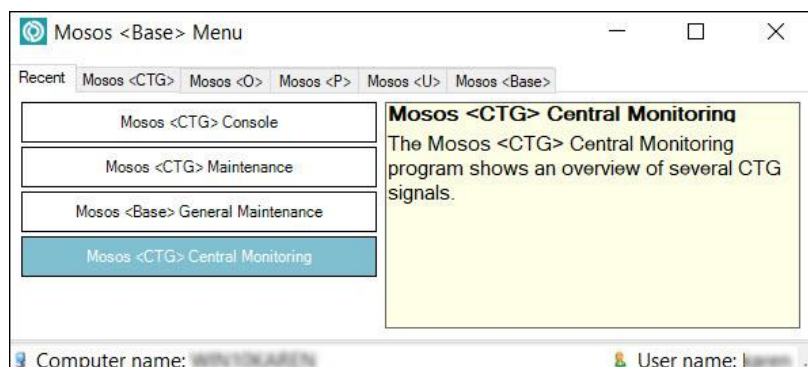 Mosos <Base> Menu
Recent Mosos <CTG> Mosos <O> Mosos <P> Mosos <U> Mosos <Base>
Mosos <CTG> Console
Mosos <CTG> Maintenance
Mosos <Base> General Maintenance
Mosos <CTG> Central Monitoring
Mosos <CTG> Central Monitoring
The Mosos <CTG> Central Monitoring
program shows an overview of several CTG
signals.
Computer name:
User name: